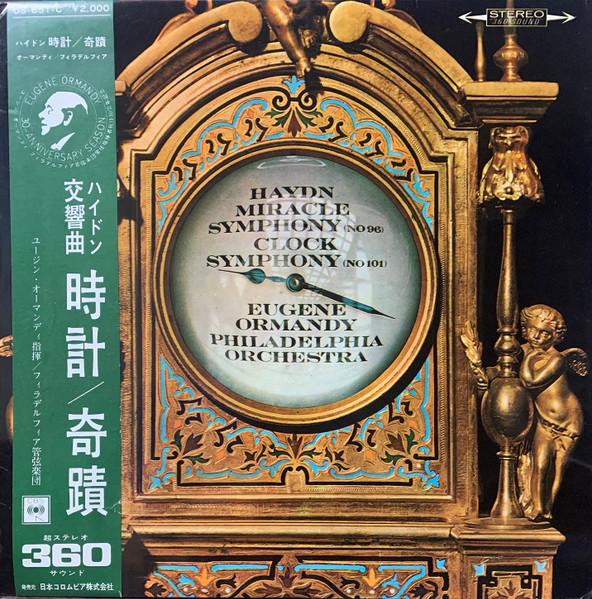 OS-651-C ¥2,000
ハイドン 時計／奇蹟
オーマンディ／フィラデルフィア
EUGENE ORMANDY
30th ANNIVERSARY SEASON
ハイドン
交響曲
時計／奇蹟
ユージン・オーマンディ指揮／フィラデルフィア管弦楽団
CBS
超ステレオ
360
サウンド
発売元 日本コロムビア株式会社
STEREO
360 SOUND
HAYDN
MIRACLE
SYMPHONY (NO 96)
CLOCK
SYMPHONY (NO 101)
EUGENE
ORMANDY
PHILADELPHIA
ORCHESTRA